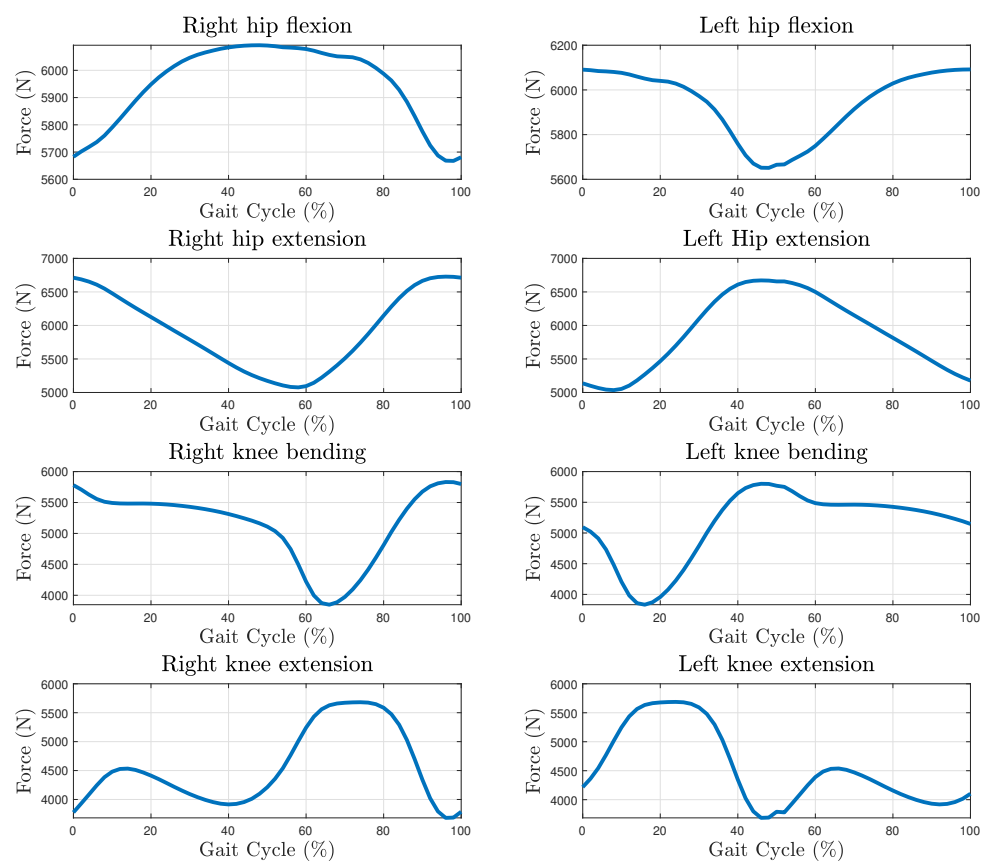 Right hip flexion
6000
5900
5800
5700
5600
Force (N)
0 20 40 60 80 100
Gait Cycle (%)
Left hip flexion
6200
6000
5800
5600
Force (N)
0 20 40 60 80 100
Gait Cycle (%)
Right hip extension
7000
6500
6000
5500
5000
Force (N)
0 20 40 60 80 100
Gait Cycle (%)
Left Hip extension
7000
6500
6000
5500
5000
Force (N)
0 20 40 60 80 100
Gait Cycle (%)
Right knee bending
6000
5500
5000
4500
4000
Force (N)
0 20 40 60 80 100
Gait Cycle (%)
Left knee bending
6000
5500
5000
4500
4000
Force (N)
0 20 40 60 80 100
Gait Cycle (%)
Right knee extension
6000
5500
5000
4500
4000
Force (N)
0 20 40 60 80 100
Gait Cycle (%)
Left knee extension
6000
5500
5000
4500
4000
Force (N)
0 20 40 60 80 100
Gait Cycle (%)